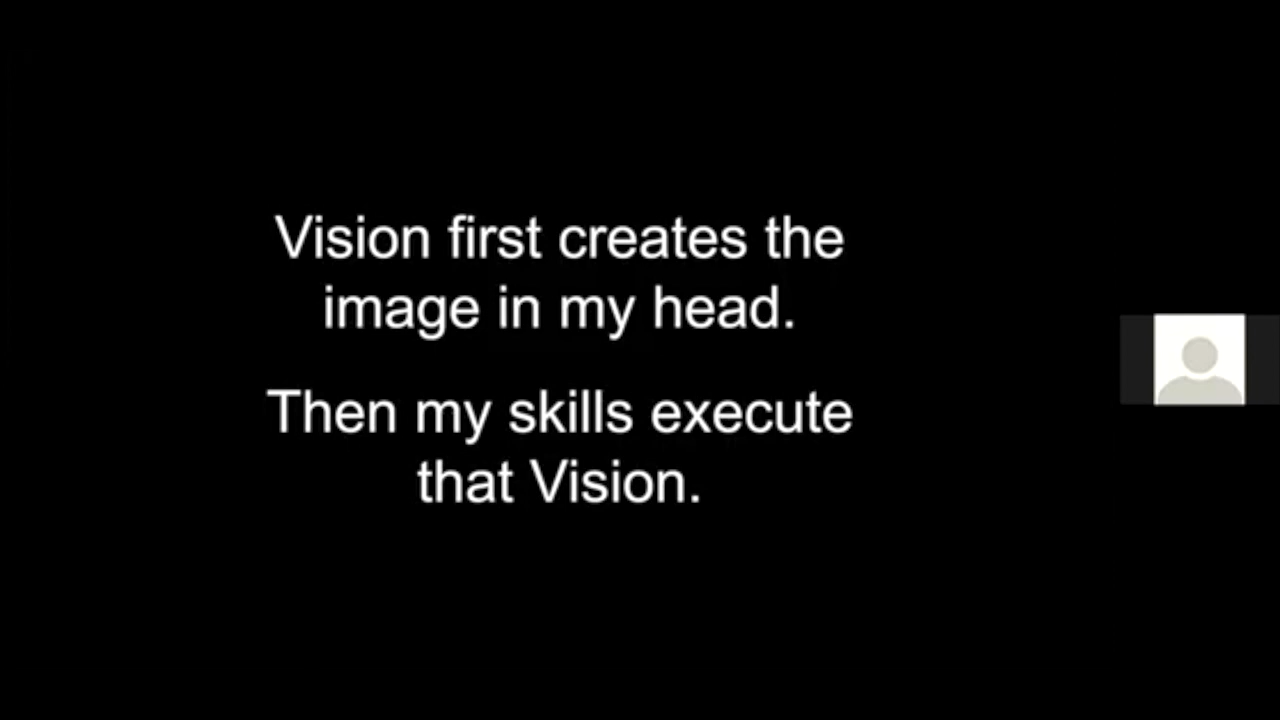 Vision first creates the
image in my head.
Then my skills execute
that Vision.